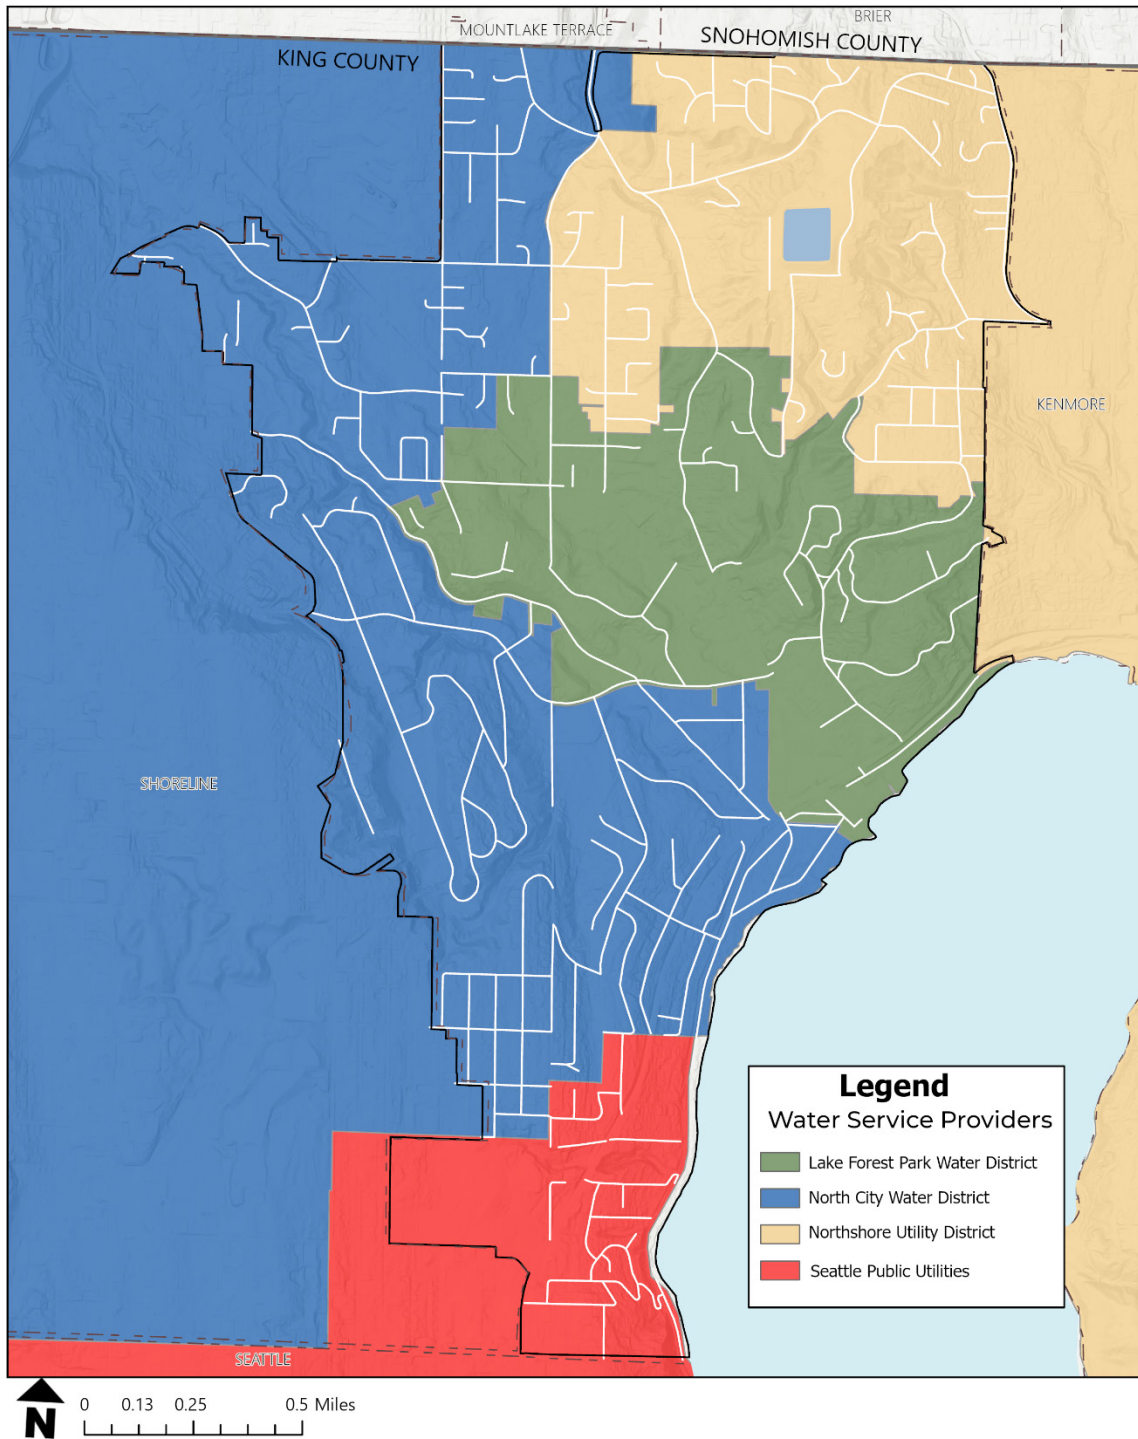 BRIER
MOUNTLAKE TERRACE
SNOHOMISH COUNTY
KING COUNTY
KENMORE
SHORELINE
Legend
Water Service Providers
Lake Forest Park Water District
North City Water District
Northshore Utility District
Seattle Public Utilities
SEATTLE
N
0 0.13 0.25 0.5 Miles